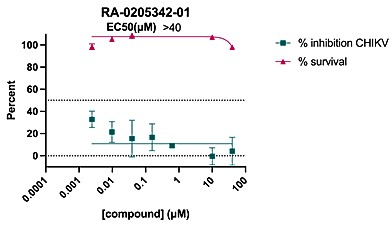 RA-0205342-01
EC50(µM) >40
% inhibition CHIKV
% survival
Percent
100
80
60
40
20
0
0.0001
0.001
0.01
0.1
1
10
100
[compound] (µM)